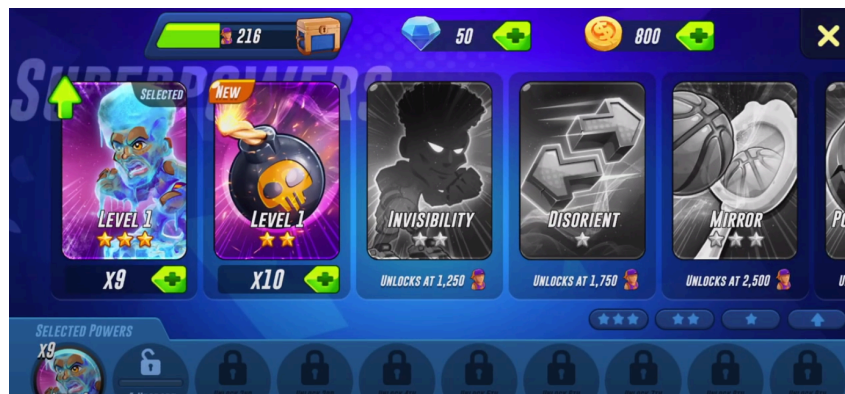 216
50
800
SUPERPOWERS
SELECTED
NEW
LEVEL 1
LEVEL 1
INVISIBILITY
DISORIENT
MIRROR
X9
X10
UNLOCKS AT 1,250
UNLOCKS AT 1,750
UNLOCKS AT 2,500
SELECTED POWERS
X9